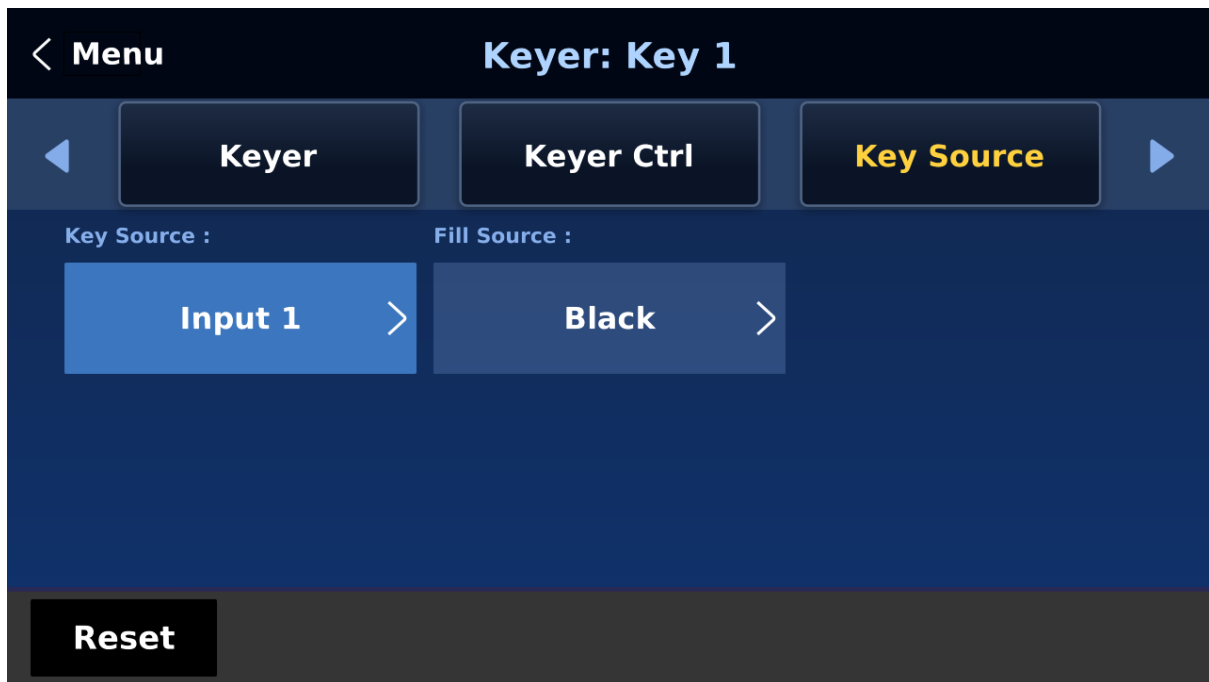 Menu
Keyer: Key 1
Keyer
Keyer Ctrl
Key Source
Key Source :
Fill Source :
Input 1
Black
Reset